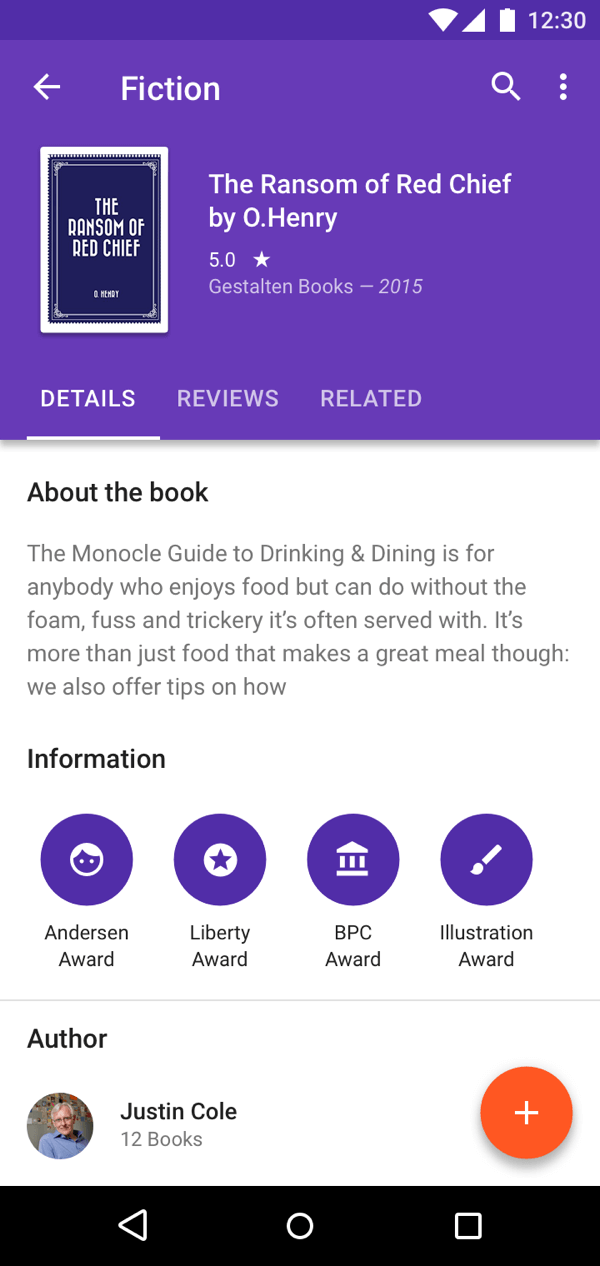 12:30
Fiction
THE
RANSOM OF
RED CHIEF
O. HENRY
The Ransom of Red Chief
by O.Henry
5.0
Gestalten Books — 2015
DETAILS REVIEWS RELATED
About the book
The Monocle Guide to Drinking & Dining is for
anybody who enjoys food but can do without the
foam, fuss and trickery it’s often served with. It’s
more than just food that makes a great meal though:
we also offer tips on how
Information
Andersen
Award
Liberty
Award
BPC
Award
Illustration
Award
Author
Justin Cole
12 Books